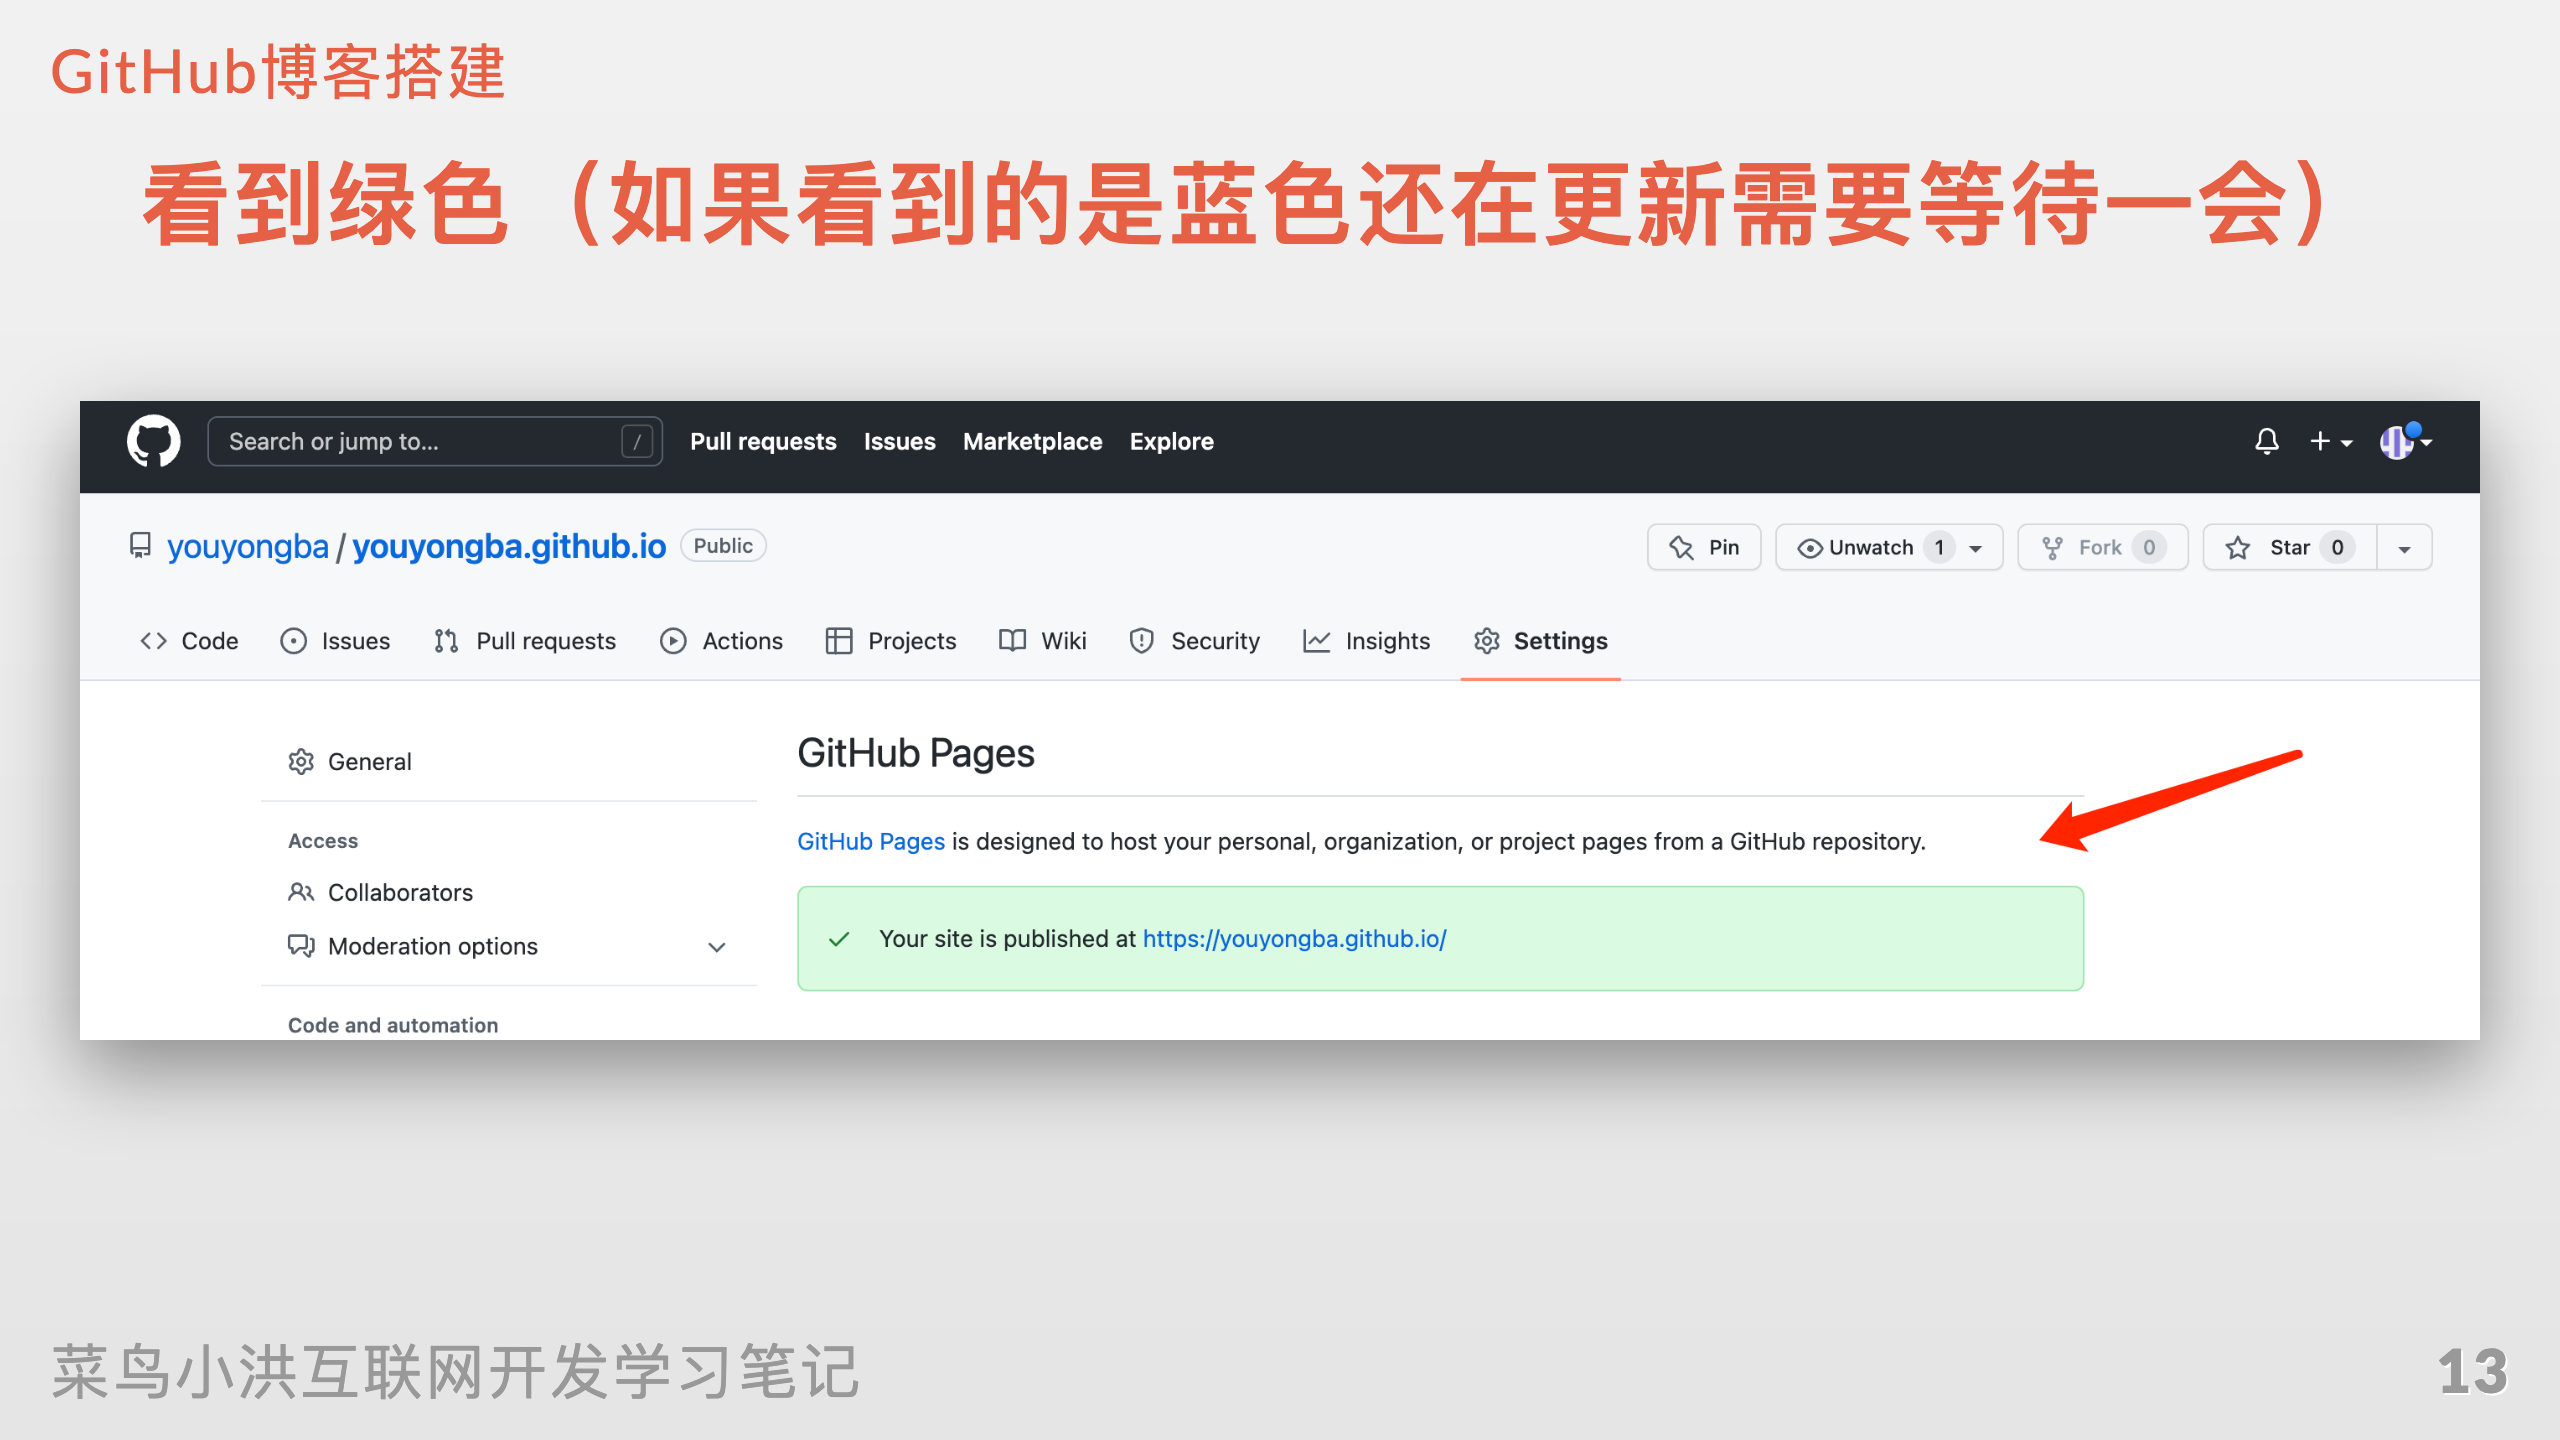 GitHub博客搭建
看到绿色（如果看到的是蓝色还在更新需要等待一会）
Search or jump to... / Pull requests Issues Marketplace Explore
youyongba / youyongba.github.io Public Pin Unwatch 1 Fork 0 Star 0
Code Issues Pull requests Actions Projects Wiki Security Insights Settings
General
Access
Collaborators
Moderation options
Code and automation
GitHub Pages
GitHub Pages is designed to host your personal, organization, or project pages from a GitHub repository.
Your site is published at https://youyongba.github.io/
菜鸟小洪互联网开发学习笔记
13